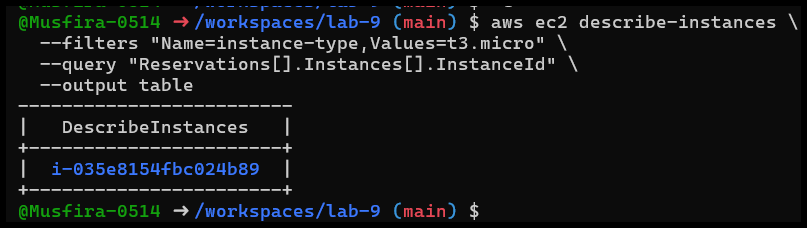 @Musfira-0514 ➜/workspaces/lab-9 (main) $ aws ec2 describe-instances \
  --filters "Name=instance-type,Values=t3.micro" \
  --query "Reservations[].Instances[].InstanceId" \
  --output table
-------------------------
|   DescribeInstances   |
+-----------------------+
|  i-035e8154fbc024b89  |
+-----------------------+
@Musfira-0514 ➜/workspaces/lab-9 (main) $